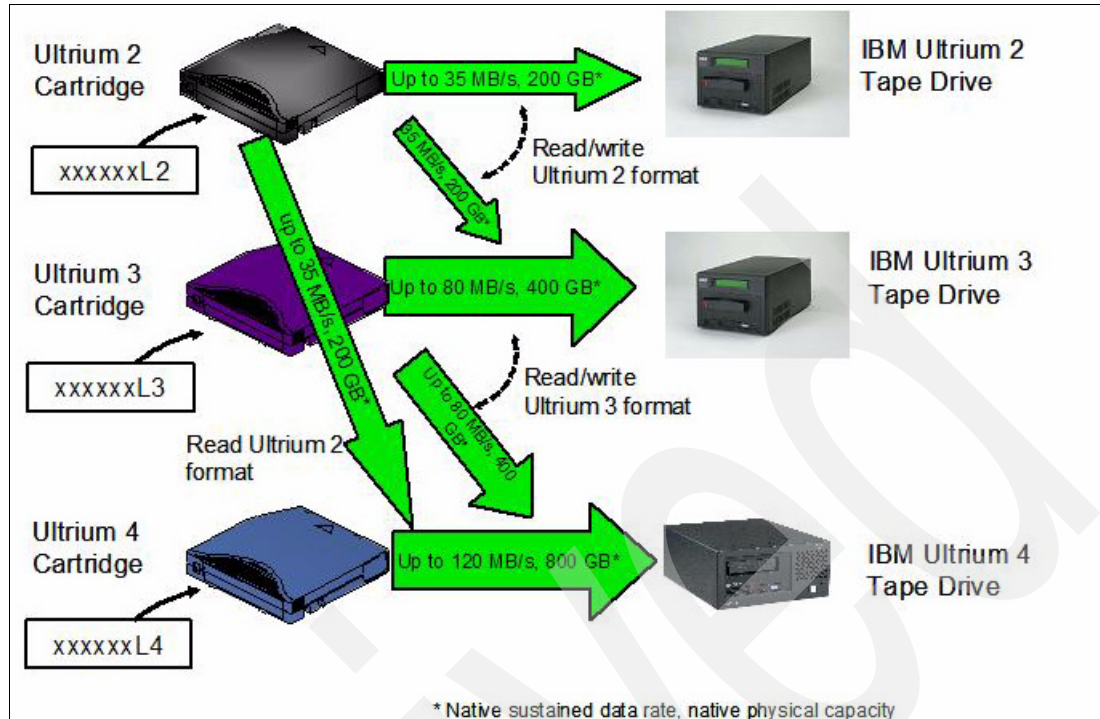 Ultrium 2
Cartridge
xxxxxxL2
Up to 35 MB/s, 200 GB*
IBM Ultrium 2
Tape Drive
35 MB/s, 200 GB*
Read/write
Ultrium 2 format
Ultrium 3
Cartridge
xxxxxxL3
up to 35 MB/s, 200 GB*
Up to 80 MB/s, 400 GB*
IBM Ultrium 3
Tape Drive
Up to 80 MB/s, 400
GB*
Read/write
Ultrium 3 format
Read Ultrium 2
format
Ultrium 4
Cartridge
xxxxxxL4
Up to 120 MB/s, 800 GB*
IBM Ultrium 4
Tape Drive
* Native sustained data rate, native physical capacity